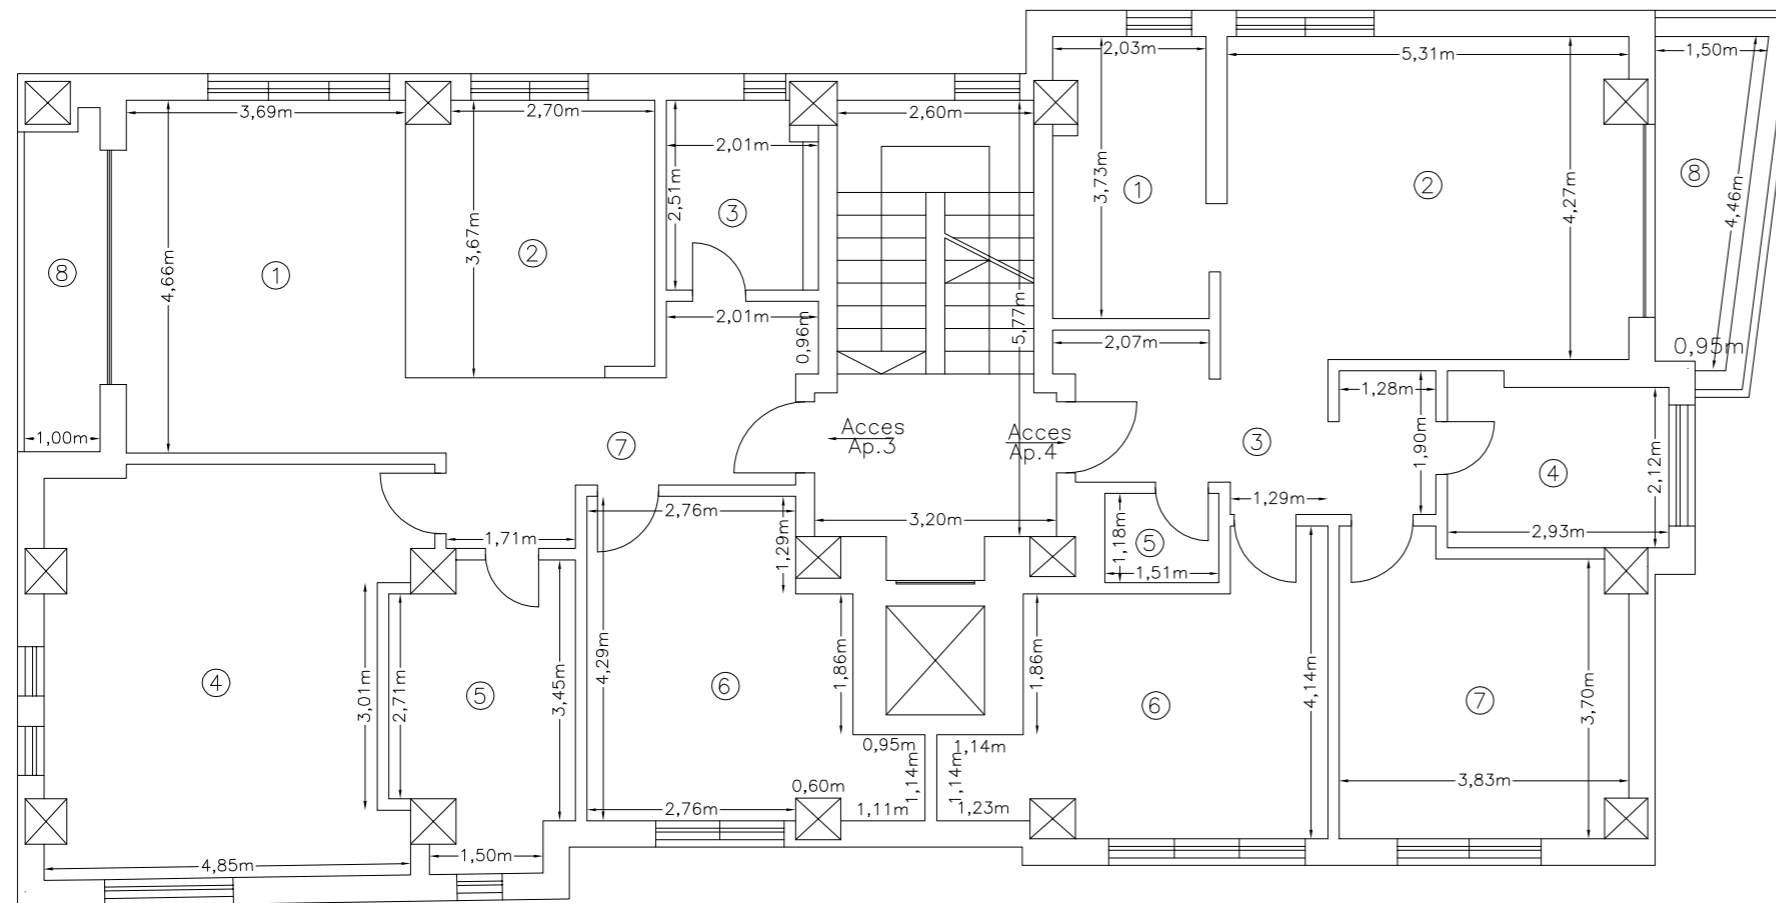 2,03m
5,31m
1,50m
3,69m
2,70m
2,60m
2,01m
2,51m
3,73m
①
②
⑧
4,27m
4,46m
③
3,67m
②
4,66m
①
⑧
2,01m
0,96m
5,77m
2,07m
0,95m
1,28m
1,00m
⑦
Acces
Ap.3
Acces
Ap.4
③
1,90m
④
2,12m
2,76m
1,29m
3,20m
1,29m
2,93m
1,71m
1,18m
⑤
1,51m
4,29m
④
3,01m
2,71m
⑤
3,45m
⑥
1,86m
1,86m
⑥
4,14m
⑦
3,70m
0,95m
1,14m
1,14m
1,14m
0,60m
2,76m
1,11m
1,23m
3,83m
4,85m
1,50m